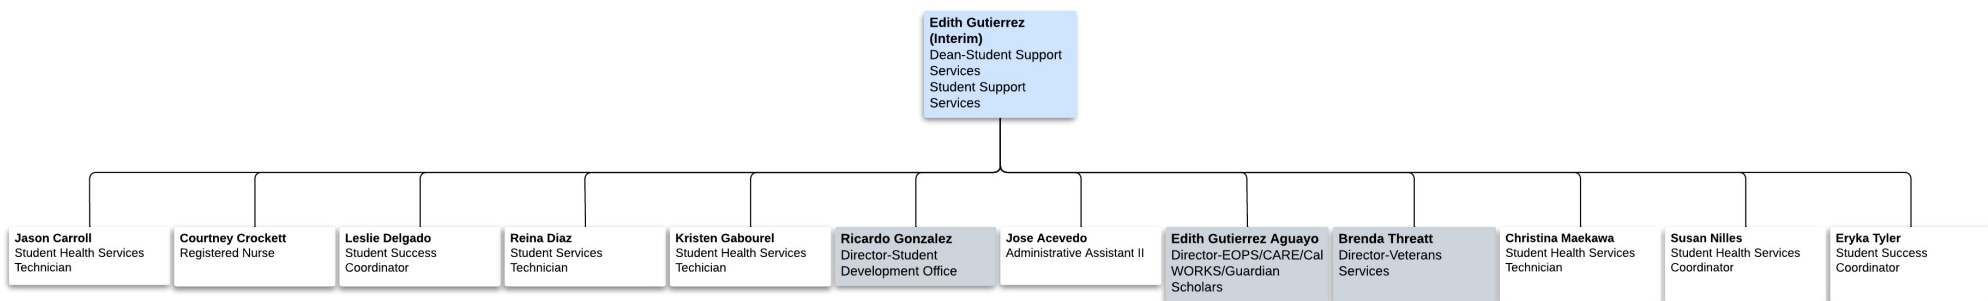 Edith Gutierrez
(Interim)
Dean-Student Support
Services
Student Support
Services
Jason Carroll
Student Health Services
Technician
Courtney Crockett
Registered Nurse
Leslie Delgado
Student Success
Coordinator
Reina Diaz
Student Services
Technician
Kristen Gabourel
Student Health Services
Techician
Ricardo Gonzalez
Director-Student
Development Office
Jose Acevedo
Administrative Assistant II
Edith Gutierrez Aguayo
Director-EOPS/CARE/Cal
WORKS/Guardian
Scholars
Brenda Threatt
Director-Veterans
Services
Christina Maekawa
Student Health Services
Technician
Susan Nilles
Student Health Services
Coordinator
Eryka Tyler
Student Success
Coordinator